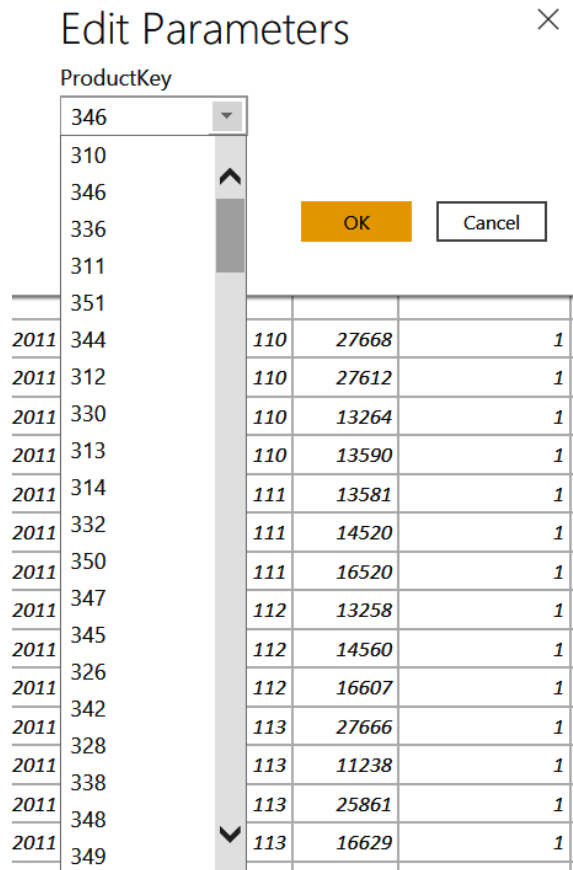 Edit Parameters
ProductKey
346
310
346
336
311
351
344
312
330
313
314
332
350
347
345
326
342
328
338
348
349
OK Cancel
2011 110 27668 1
2011 110 27612 1
2011 110 13264 1
2011 110 13590 1
2011 111 13581 1
2011 111 14520 1
2011 111 16520 1
2011 112 13258 1
2011 112 14560 1
2011 112 16607 1
2011 113 27666 1
2011 113 11238 1
2011 113 25861 1
2011 113 16629 1